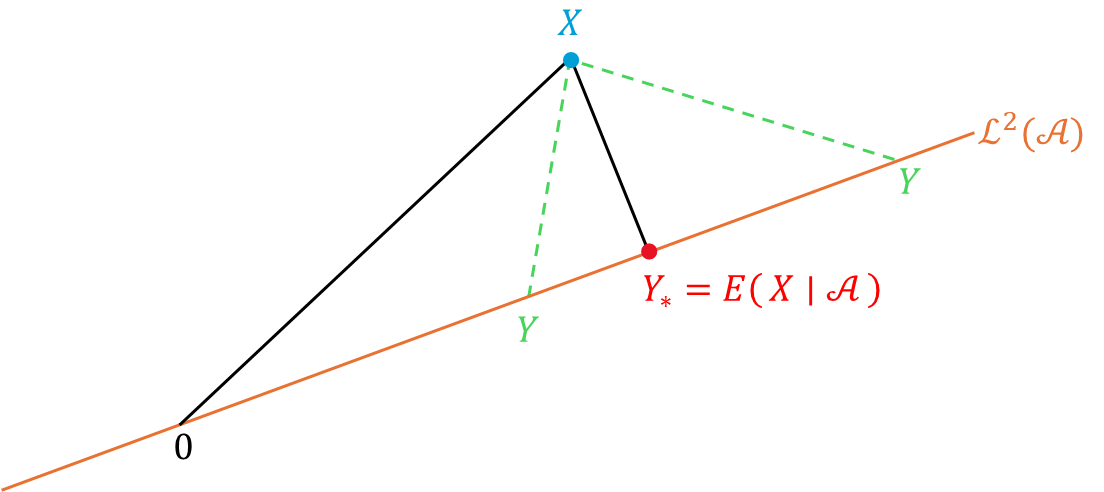 X
ℒ²(𝒜)
Y
Y∗ = E( X ∣ 𝒜 )
Y
0